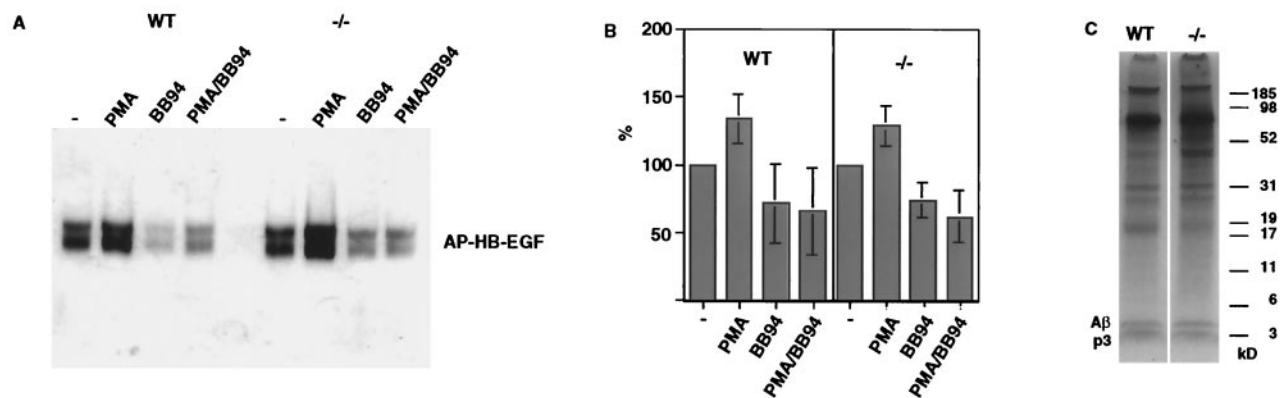 A
WT
-/-
-
PMA
BB94
PMA/BB94
-
PMA
BB94
PMA/BB94
AP-HB-EGF
B
200
150
100
50
%
WT
-/-
-
PMA
BB94
PMA/BB94
-
PMA
BB94
PMA/BB94
C
WT
-/-
185
98
52
31
19
17
11
6
3
kD
Aβ
p3